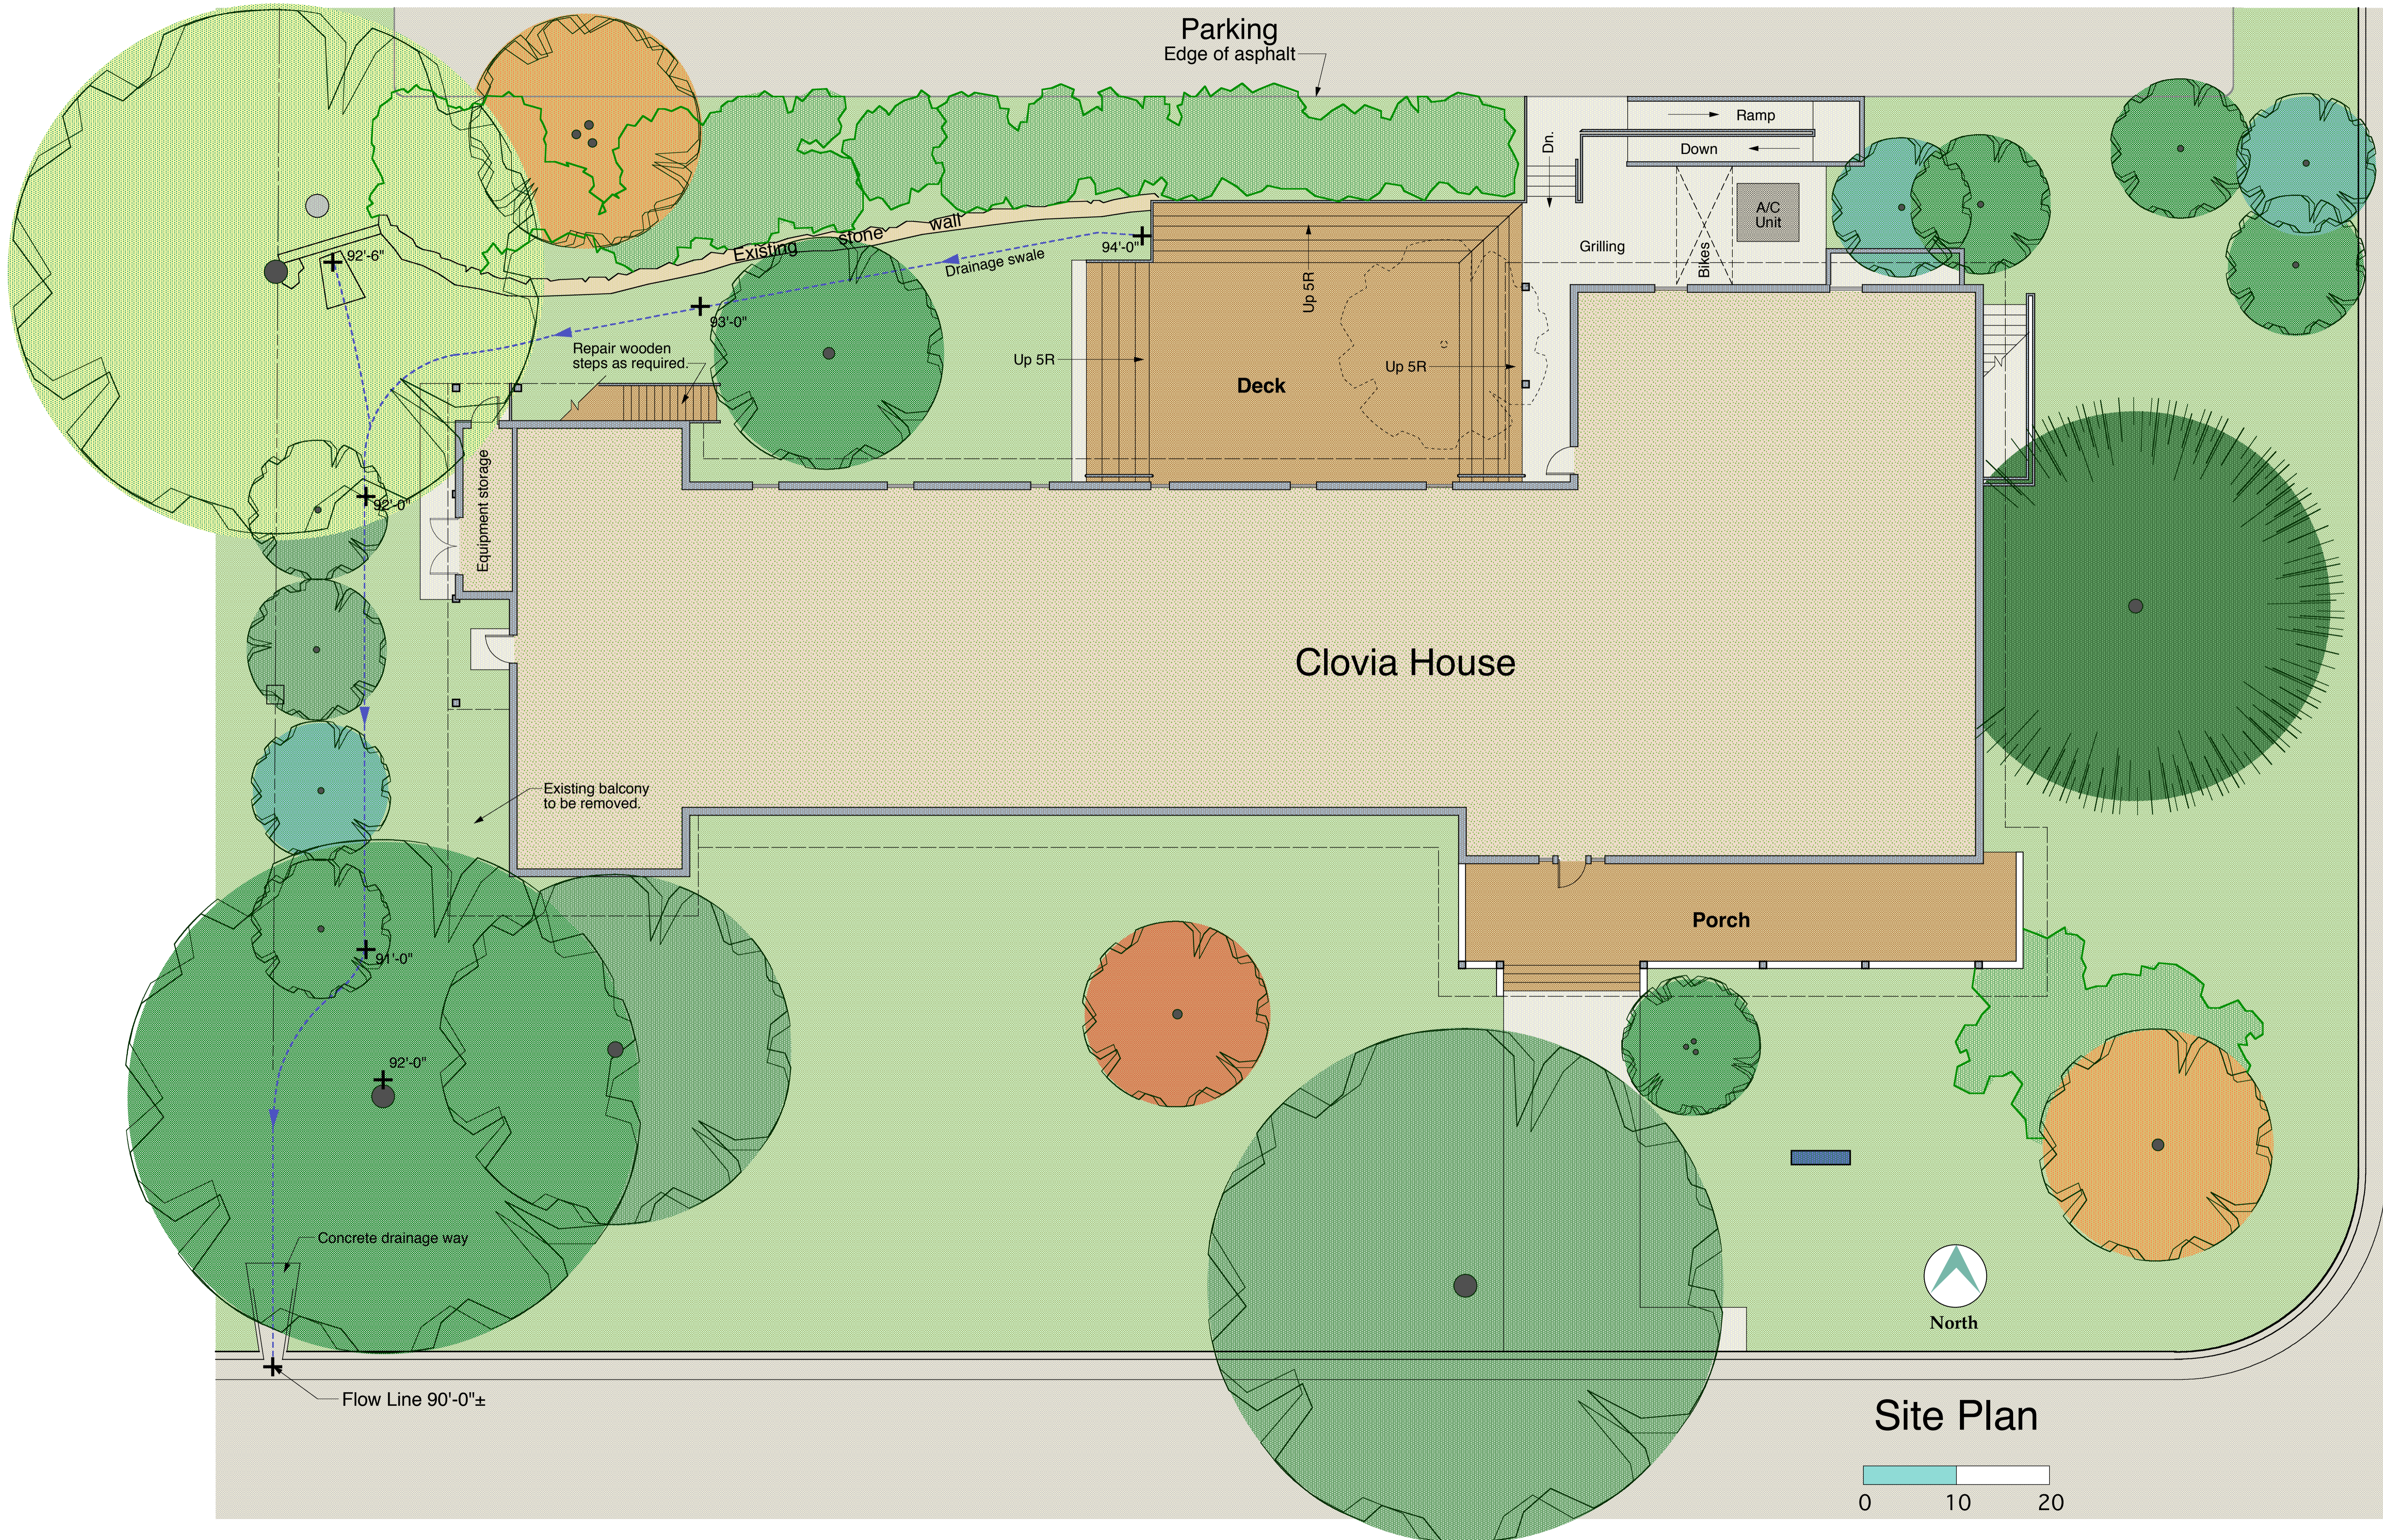 Parking
Edge of asphalt
Ramp
Dn.
Down
A/C
Unit
Existing stone wall
94'-0"
Grilling
Bikes
92'-6"
Drainage swale
Up 5R
93'-0"
Repair wooden
steps as required.
Up 5R
Up 5R
Deck
92'-0"
Equipment storage
Clovia House
Existing balcony
to be removed.
Porch
91'-0"
92'-0"
Concrete drainage way
North
Flow Line 90'-0"±
Site Plan
0 10 20